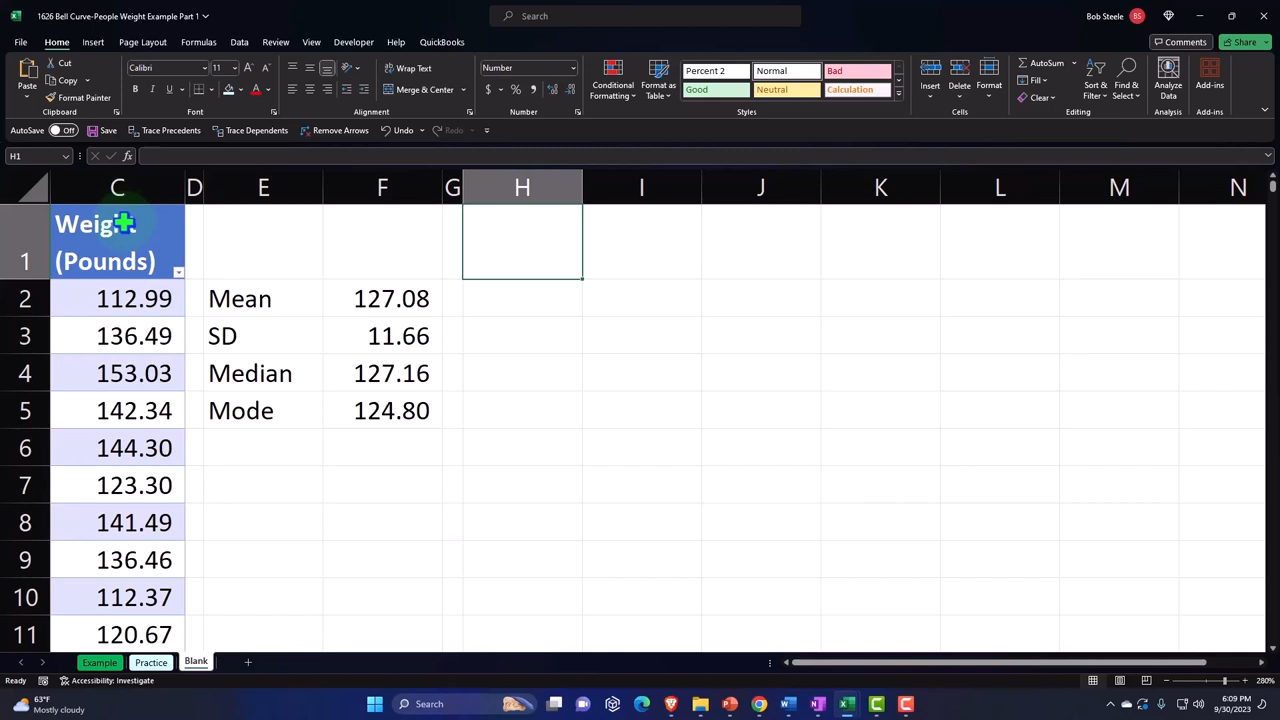 1626 Bell Curve-People Weight Example Part 1
Search
Bob Steele BS
File Home Insert Page Layout Formulas Data Review View Developer Help QuickBooks
Comments Share
Paste Cut Copy Format Painter
Calibri 11
Wrap Text
Merge & Center
Number
Conditional Formatting
Format as Table
Percent 2 Normal Bad
Good Neutral Calculation
Insert Delete Format
AutoSum Fill Clear
Sort & Filter
Find & Select
Analyze Data
Add-ins
Clipboard Font Alignment Number Styles Cells Editing Analysis Add-ins
AutoSave Off Save Trace Precedents Trace Dependents Remove Arrows Undo Redo
H1 fx
C D E F G H I J K L M N
1 (Pounds)
2 112.99 Mean 127.08
3 136.49 SD 11.66
4 153.03 Median 127.16
5 142.34 Mode 124.80
6 144.30
7 123.30
8 141.49
9 136.46
10 112.37
11 120.67
Example Practice Blank
Ready Accessibility: Investigate 280%
63°F
Mostly cloudy
Search
6:09 PM
9/30/2023